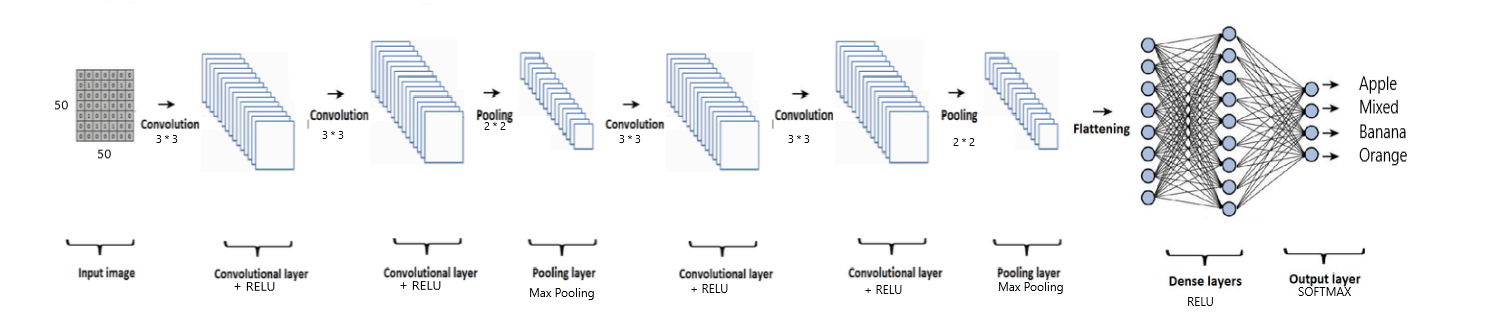 50
50
Convolution
3 * 3
Convolution
3 * 3
Pooling
2 * 2
Convolution
3 * 3
Convolution
3 * 3
Pooling
2 * 2
Flattening
Apple
Mixed
Banana
Orange
Input image
Convolutional layer
+ RELU
Convolutional layer
+ RELU
Pooling layer
Max Pooling
Convolutional layer
+ RELU
Convolutional layer
+ RELU
Pooling layer
Max Pooling
Dense layers
RELU
Output layer
SOFTMAX